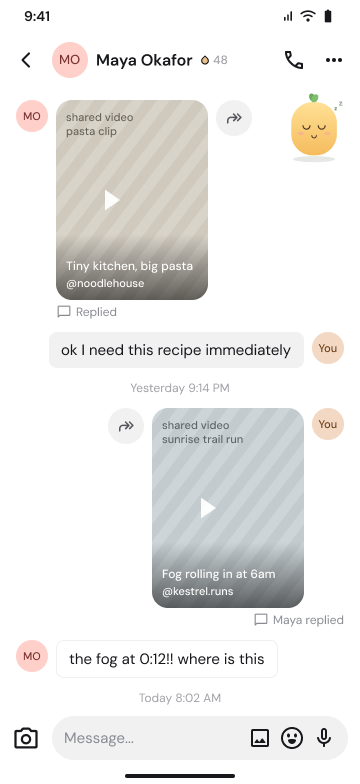 9:41
MO
Maya Okafor
48
MO
shared video
pasta clip
z
z
Tiny kitchen, big pasta
@noodlehouse
Replied
ok I need this recipe immediately
You
Yesterday 9:14 PM
You
shared video
sunrise trail run
Fog rolling in at 6am
@kestrel.runs
Maya replied
MO
the fog at 0:12!! where is this
Today 8:02 AM
Message...